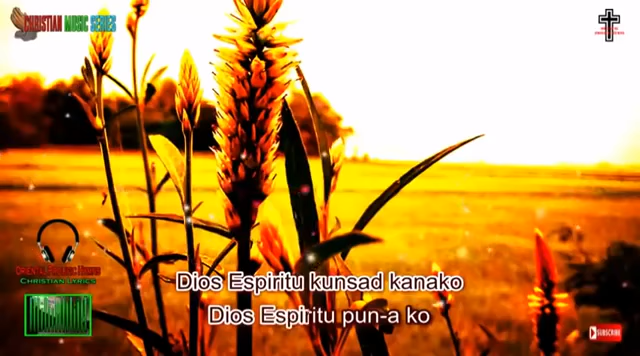 CHRISTIAN MUSIC SERIES
Dios Espiritu kunsad kanako
Dios Espiritu pun-a ko
CHRISTIAN LYRICS
SUBSCRIBE